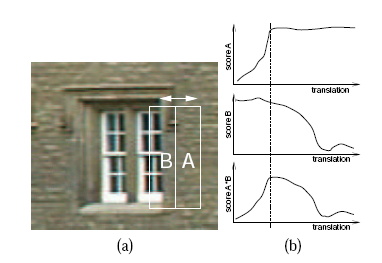 B A
(a)
score A
translation
score B
translation
score A*B
translation
(b)